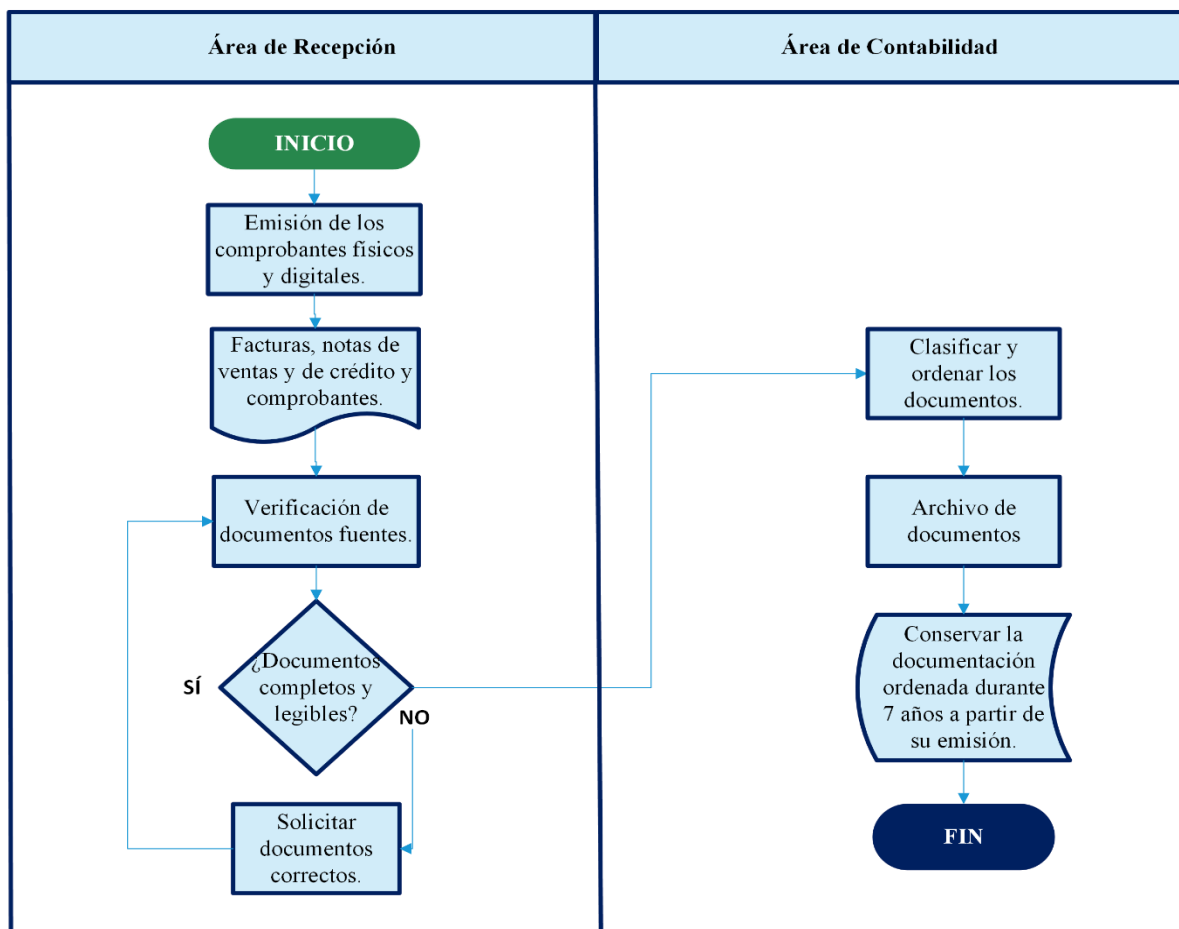 Área de Recepción
Área de Contabilidad
INICIO
Emisión de los
comprobantes físicos
y digitales.
Facturas, notas de
ventas y de crédito y
comprobantes.
Verificación de
documentos fuentes.
¿Documentos
completos y
legibles?
SÍ
NO
Solicitar
documentos
correctos.
Clasificar y
ordenar los
documentos.
Archivo de
documentos
Conservar la
documentación
ordenada durante
7 años a partir de
su emisión.
FIN